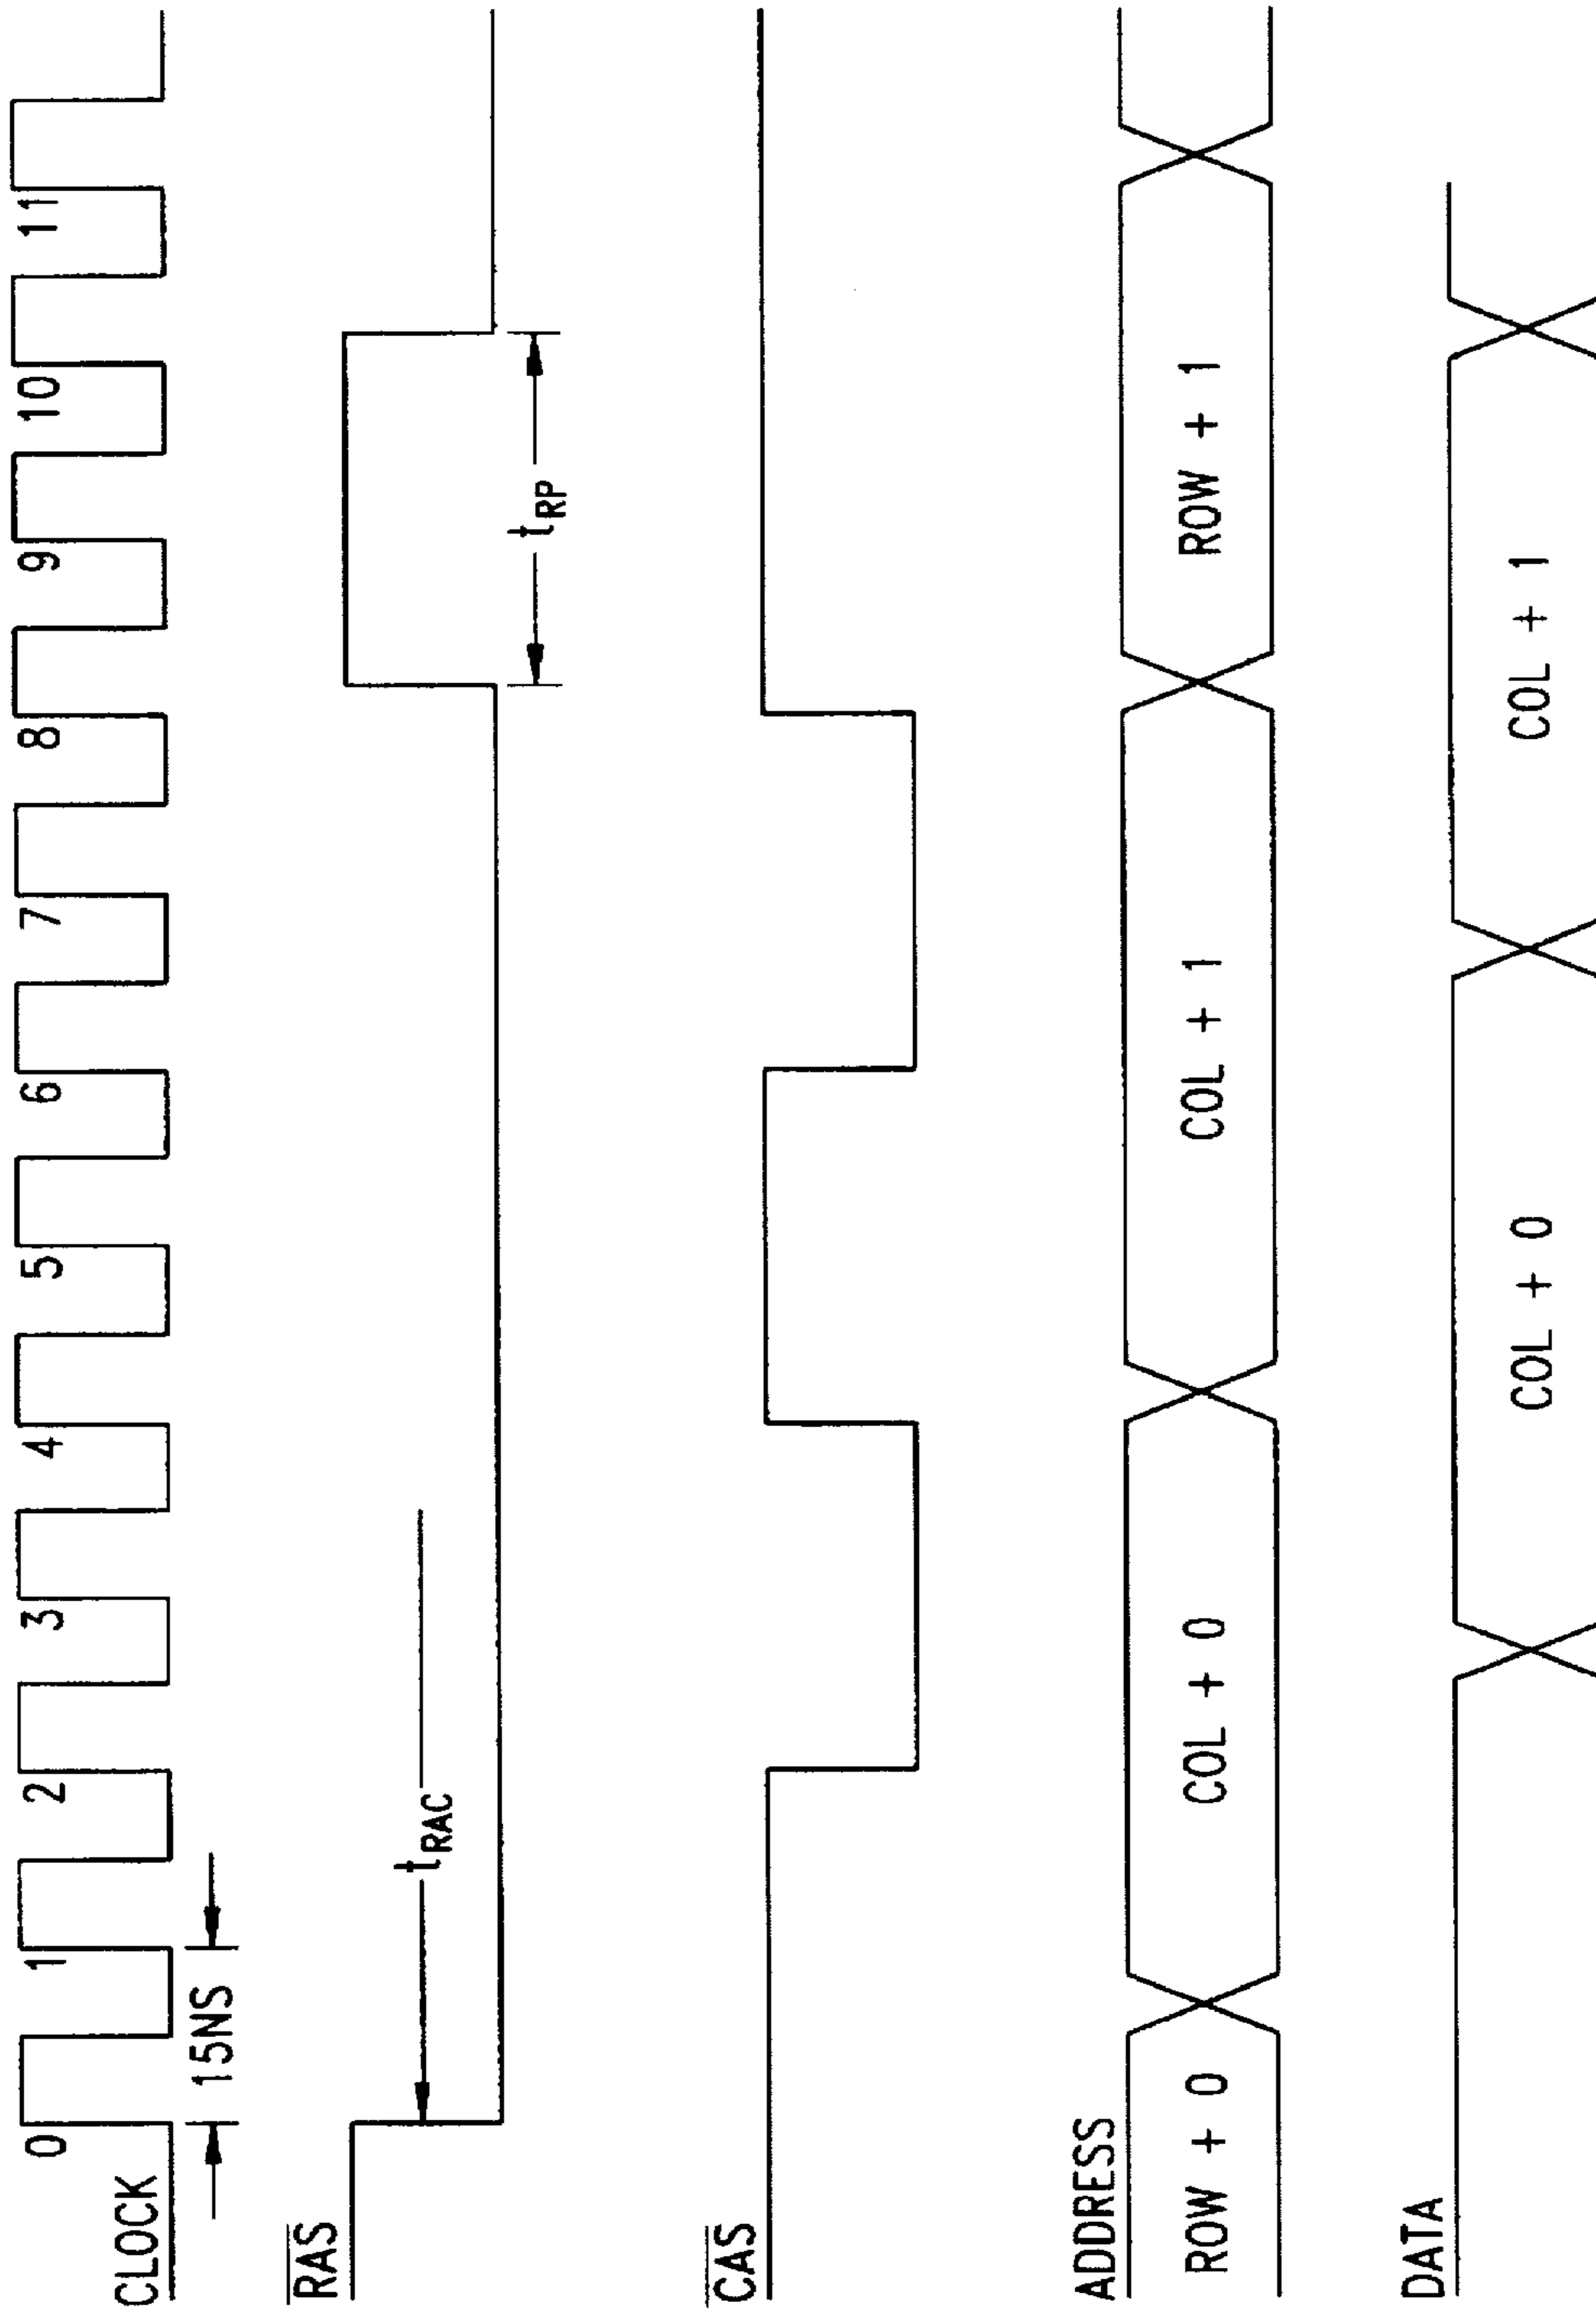 CLOCK
0 1 2 3 4 5 6 7 8 9 10 11
15NS
RAS
tRAC
tRP
CAS
ADDRESS
ROW + 0 COL + 0 COL + 1 ROW + 1
DATA
COL + 0 COL + 1